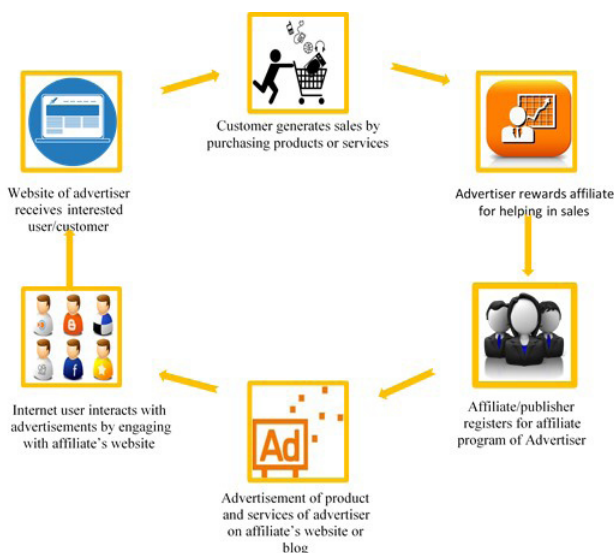 Customer generates sales by
purchasing products or services
Website of advertiser
receives interested
user/customer
Advertiser rewards affiliate
for helping in sales
Internet user interacts with
advertisements by engaging
with affiliate's website
Affiliate/publisher
registers for affiliate
program of Advertiser
Ad
Advertisement of product
and services of advertiser
on affiliate's website or
blog